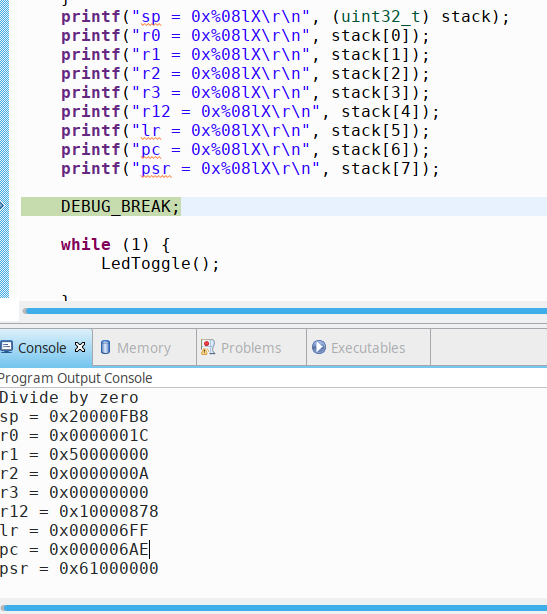 }
    printf("sp = 0x%08lX\r\n", (uint32_t) stack);
    printf("r0 = 0x%08lX\r\n", stack[0]);
    printf("r1 = 0x%08lX\r\n", stack[1]);
    printf("r2 = 0x%08lX\r\n", stack[2]);
    printf("r3 = 0x%08lX\r\n", stack[3]);
    printf("r12 = 0x%08lX\r\n", stack[4]);
    printf("lr = 0x%08lX\r\n", stack[5]);
    printf("pc = 0x%08lX\r\n", stack[6]);
    printf("psr = 0x%08lX\r\n", stack[7]);
    DEBUG_BREAK;
    while (1) {
        LedToggle();
    }
Console Memory Problems Executables
Program Output Console
Divide by zero
sp = 0x20000FB8
r0 = 0x0000001C
r1 = 0x50000000
r2 = 0x0000000A
r3 = 0x00000000
r12 = 0x10000878
lr = 0x000006FF
pc = 0x000006AE
psr = 0x61000000